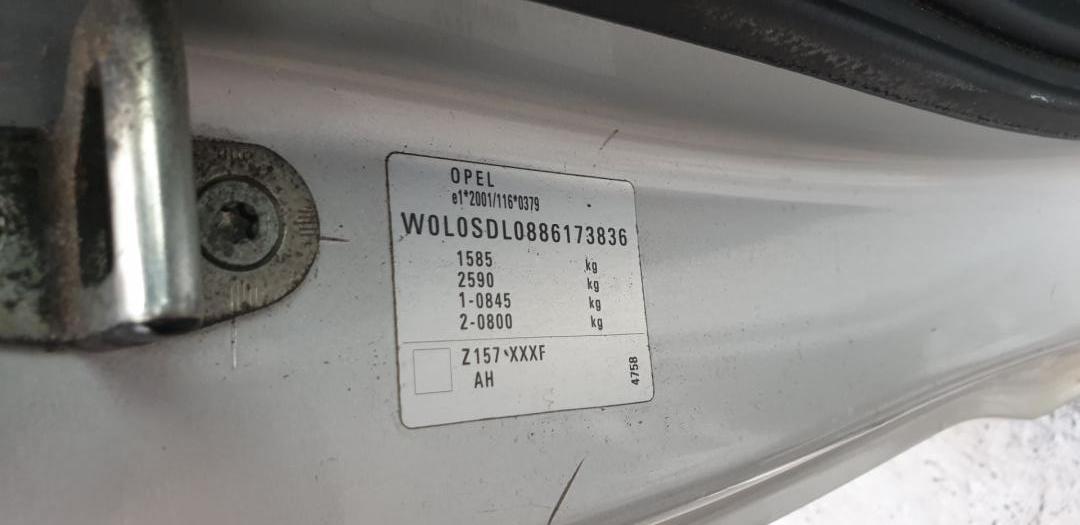 OPEL
e1*2001/116*0379
W0L0SDL0886173836
1585 kg
2590 kg
1-0845 kg
2-0800 kg
Z157 XXXF
AH
4758